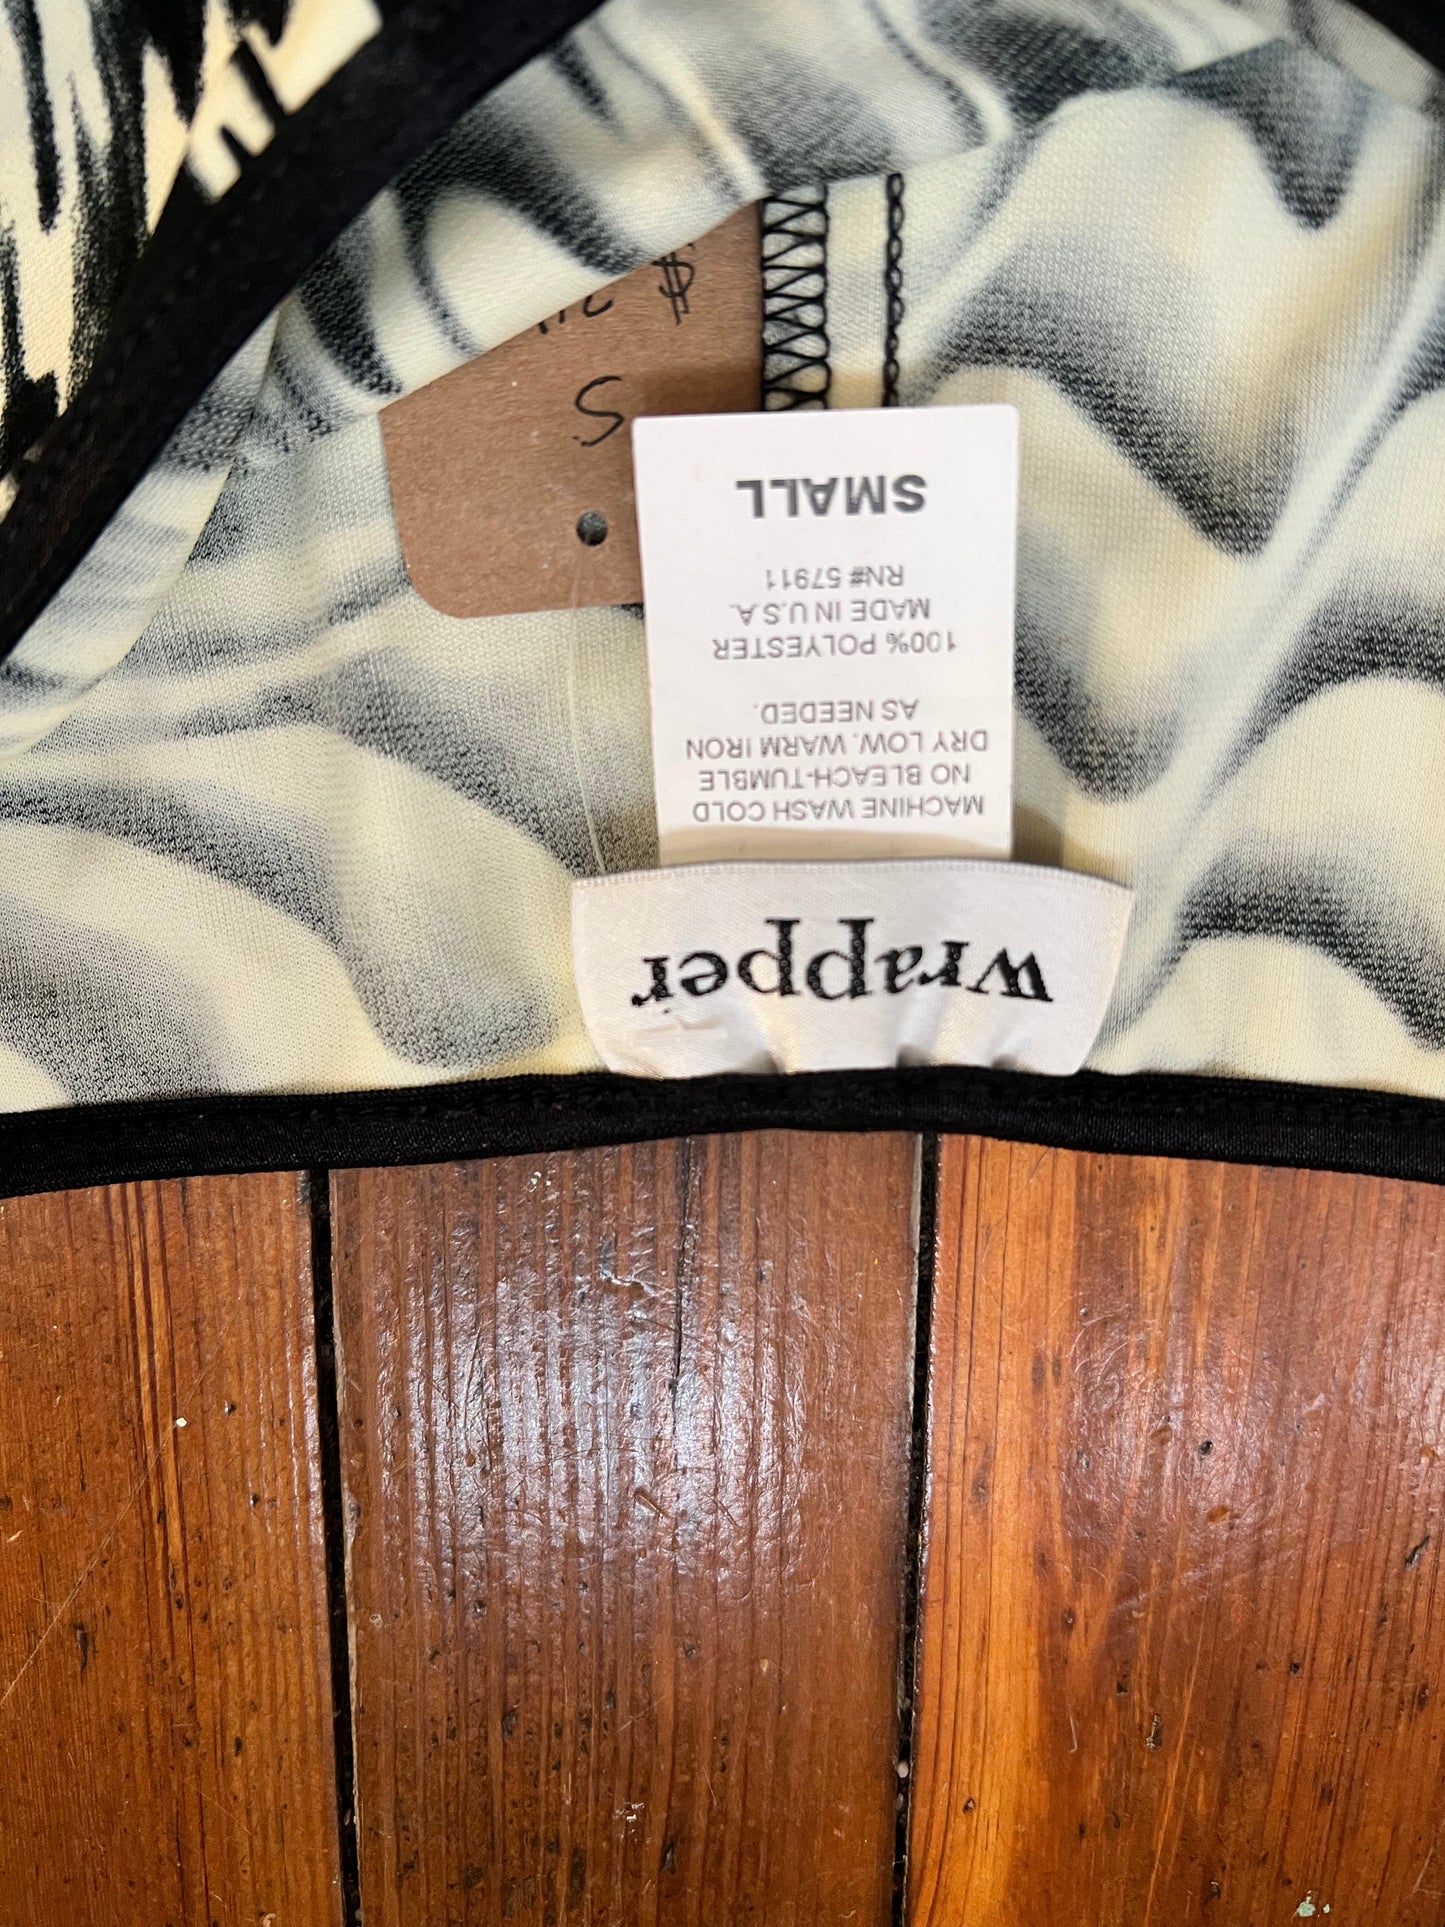 wrapper
MACHINE WASH COLD
NO BLEACH-TUMBLE
DRY LOW. WARM IRON
AS NEEDED.
100% POLYESTER
MADE IN U.S.A.
RN# 57911
SMALL
S
$